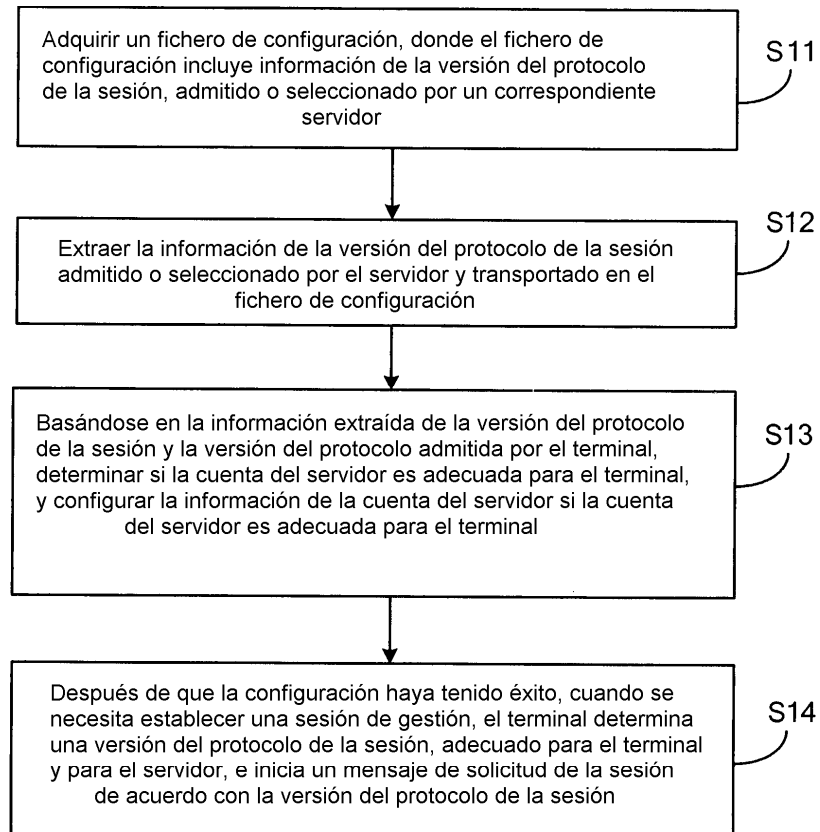 Adquirir un fichero de configuración, donde el fichero de
configuración incluye información de la versión del protocolo
de la sesión, admitido o seleccionado por un correspondiente
servidor
S11
Extraer la información de la versión del protocolo de la sesión
admitido o seleccionado por el servidor y transportado en el
fichero de configuración
S12
Basándose en la información extraída de la versión del protocolo
de la sesión y la versión del protocolo admitida por el terminal,
determinar si la cuenta del servidor es adecuada para el terminal,
y configurar la información de la cuenta del servidor si la cuenta
del servidor es adecuada para el terminal
S13
Después de que la configuración haya tenido éxito, cuando se
necesita establecer una sesión de gestión, el terminal determina
una versión del protocolo de la sesión, adecuado para el terminal
y para el servidor, e inicia un mensaje de solicitud de la sesión
de acuerdo con la versión del protocolo de la sesión
S14